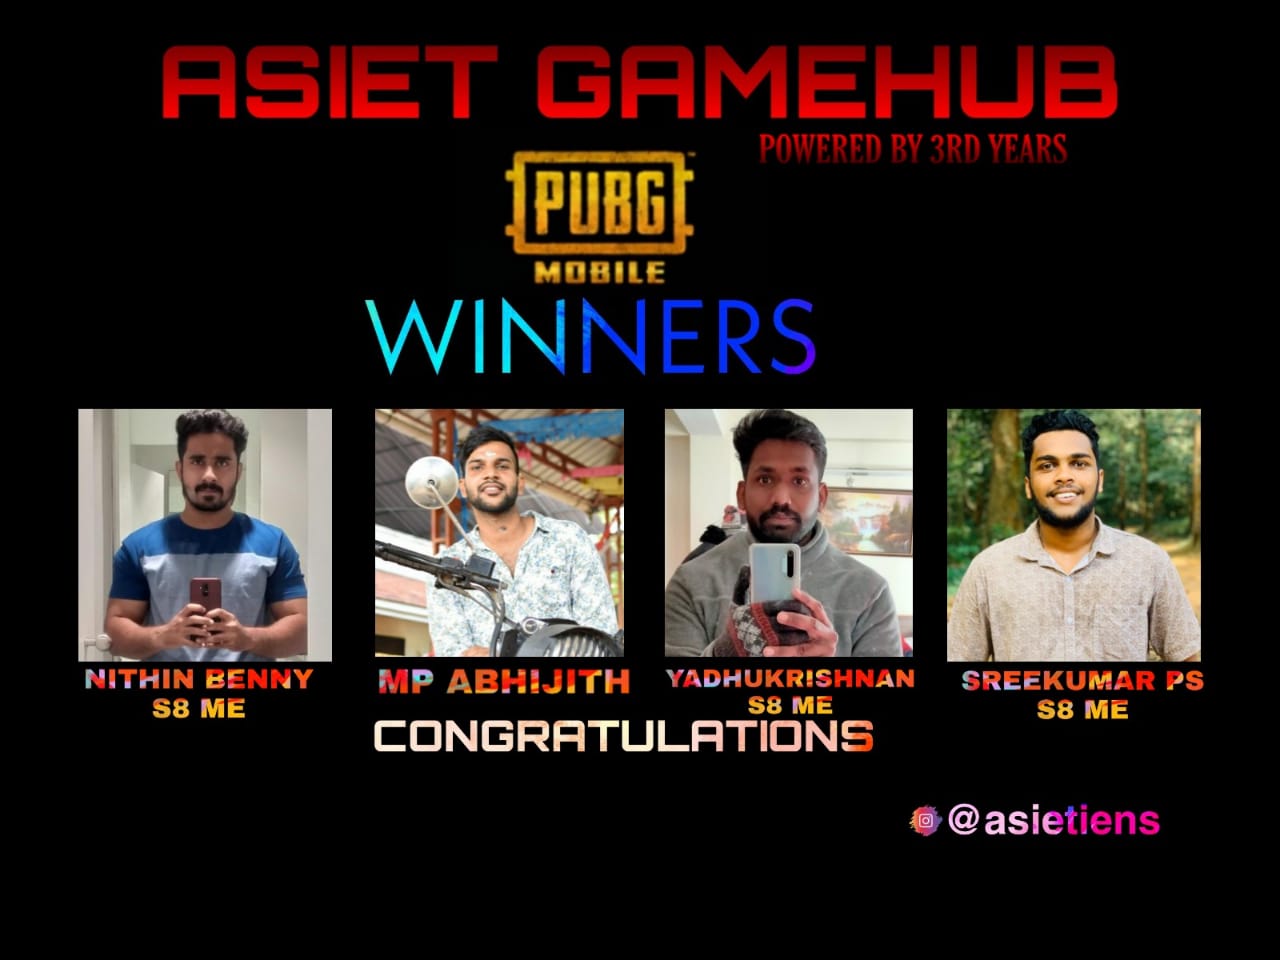 ASIET GAMEHUB
POWERED BY 3RD YEARS
PUBG™
MOBILE
WINNERS
NITHIN BENNY
S8 ME
MP ABHIJITH
YADHUKRISHNAN
S8 ME
SREEKUMAR PS
S8 ME
CONGRATULATIONS
@asietiens